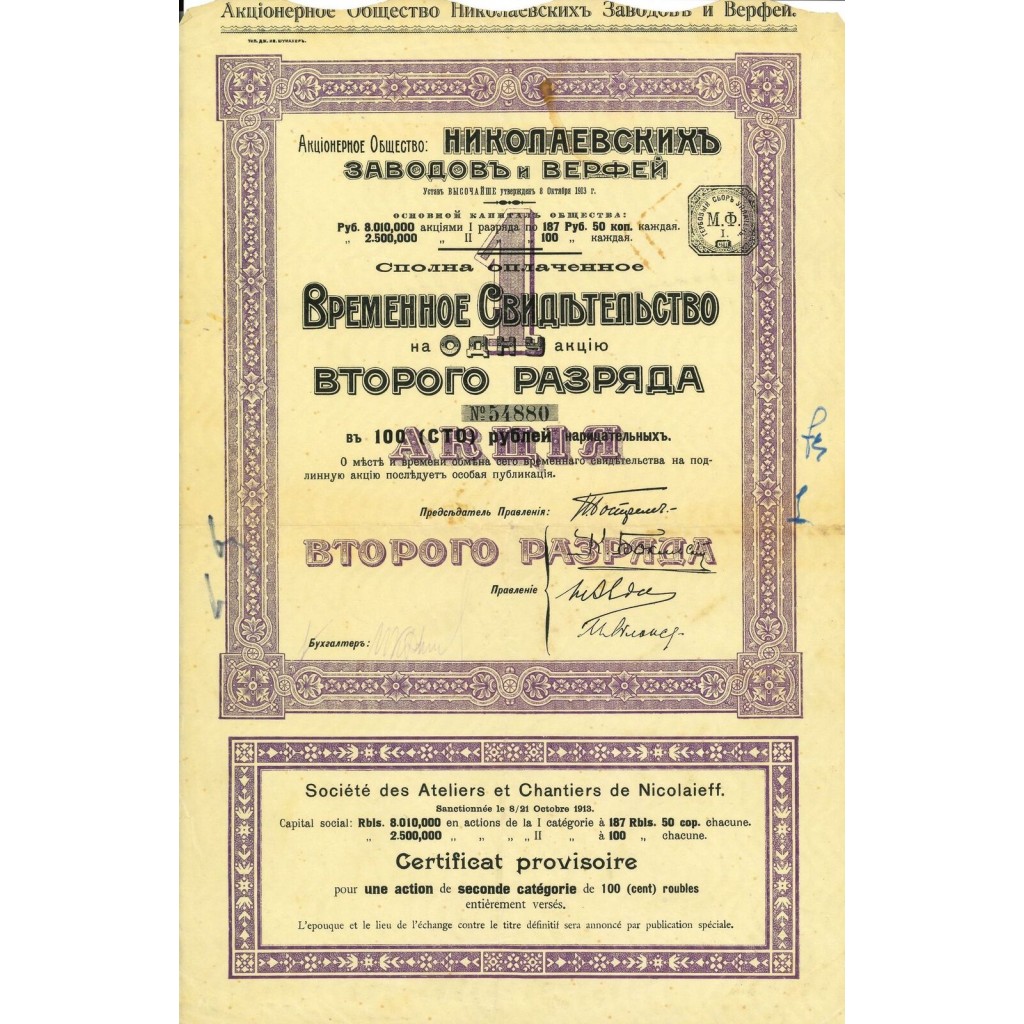 Акціонерное Общество Николаевскихъ Заводовъ и Верфей.
Акціонерное Общество: НИКОЛАЕВСКИХЪ
ЗАВОДОВЪ и ВЕРФЕЙ
Уставъ ВЫСОЧАЙШЕ утвержденъ 8 Октября 1913 г.
ОСНОВНОЙ КАПИТАЛЪ ОБЩЕСТВА:
Руб. 8.010,000 акціями I разряда по 187 Руб. 50 коп. каждая.
„ 2.500,000 „ II „ „ 100 „ каждая.
ГЕРБОВЫЙ СБОРЪ
М.Ф.
I.
1
Сполна оплаченное
Временное Свидѣтельство
на ОДНУ акцію
ВТОРОГО РАЗРЯДА
№ 54880
въ 100 (СТО) рублей нарицательныхъ.
АКЦІЯ
О мѣстѣ и времени обмѣна сего временнаго свидѣтельства на под-
линную акцію послѣдуетъ особая публикація.
Предсѣдатель Правленія:
ВТОРОГО РАЗРЯДА
Правленіе
Бухгалтеръ:
Société des Ateliers et Chantiers de Nicolaieff.
Sanctionnée le 8/21 Octobre 1913.
Capital social: Rbls. 8.010,000 en actions de la I catégorie à 187 Rbls. 50 cop. chacune.
„ 2.500,000 „ „ „ „ II „ à 100 „ chacune.
Certificat provisoire
pour une action de seconde catégorie de 100 (cent) roubles
entièrement versés.
L'epouque et le lieu de l'échange contre le titre définitif sera annoncé par publication spéciale.